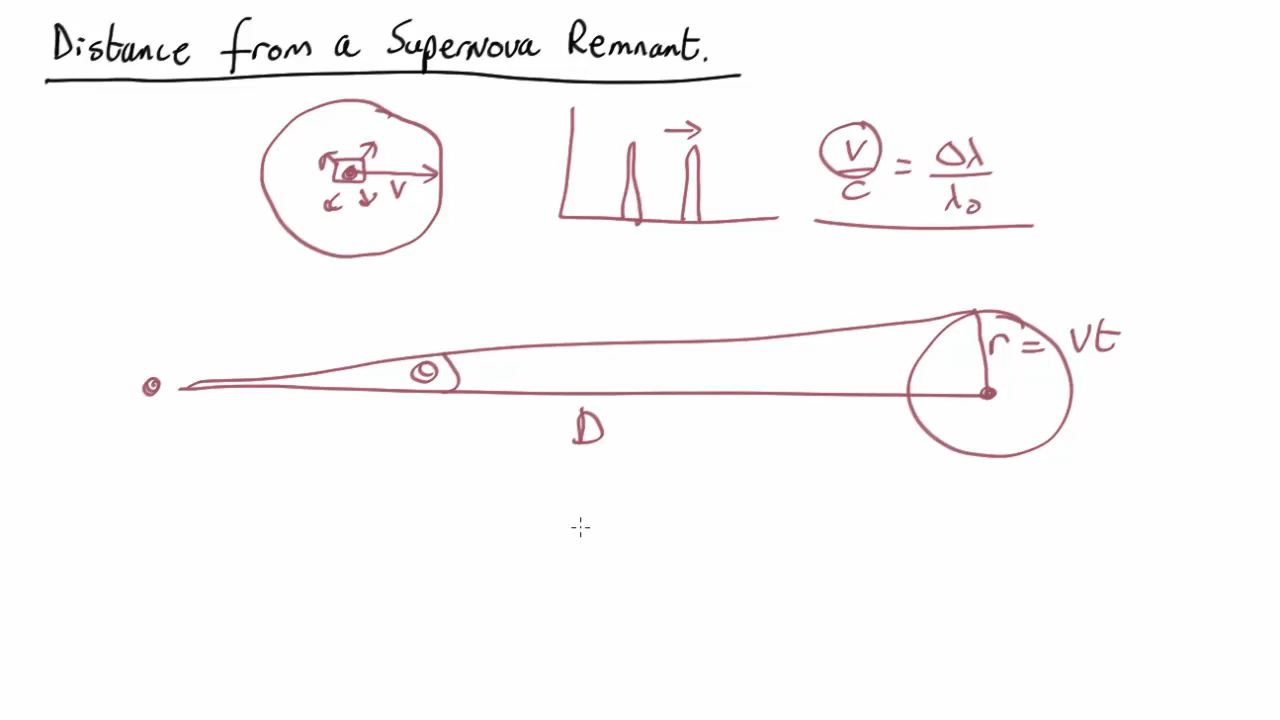 Distance from a Supernova Remnant.
V
V/C = Δλ/λ₀
θ
r = vt
D